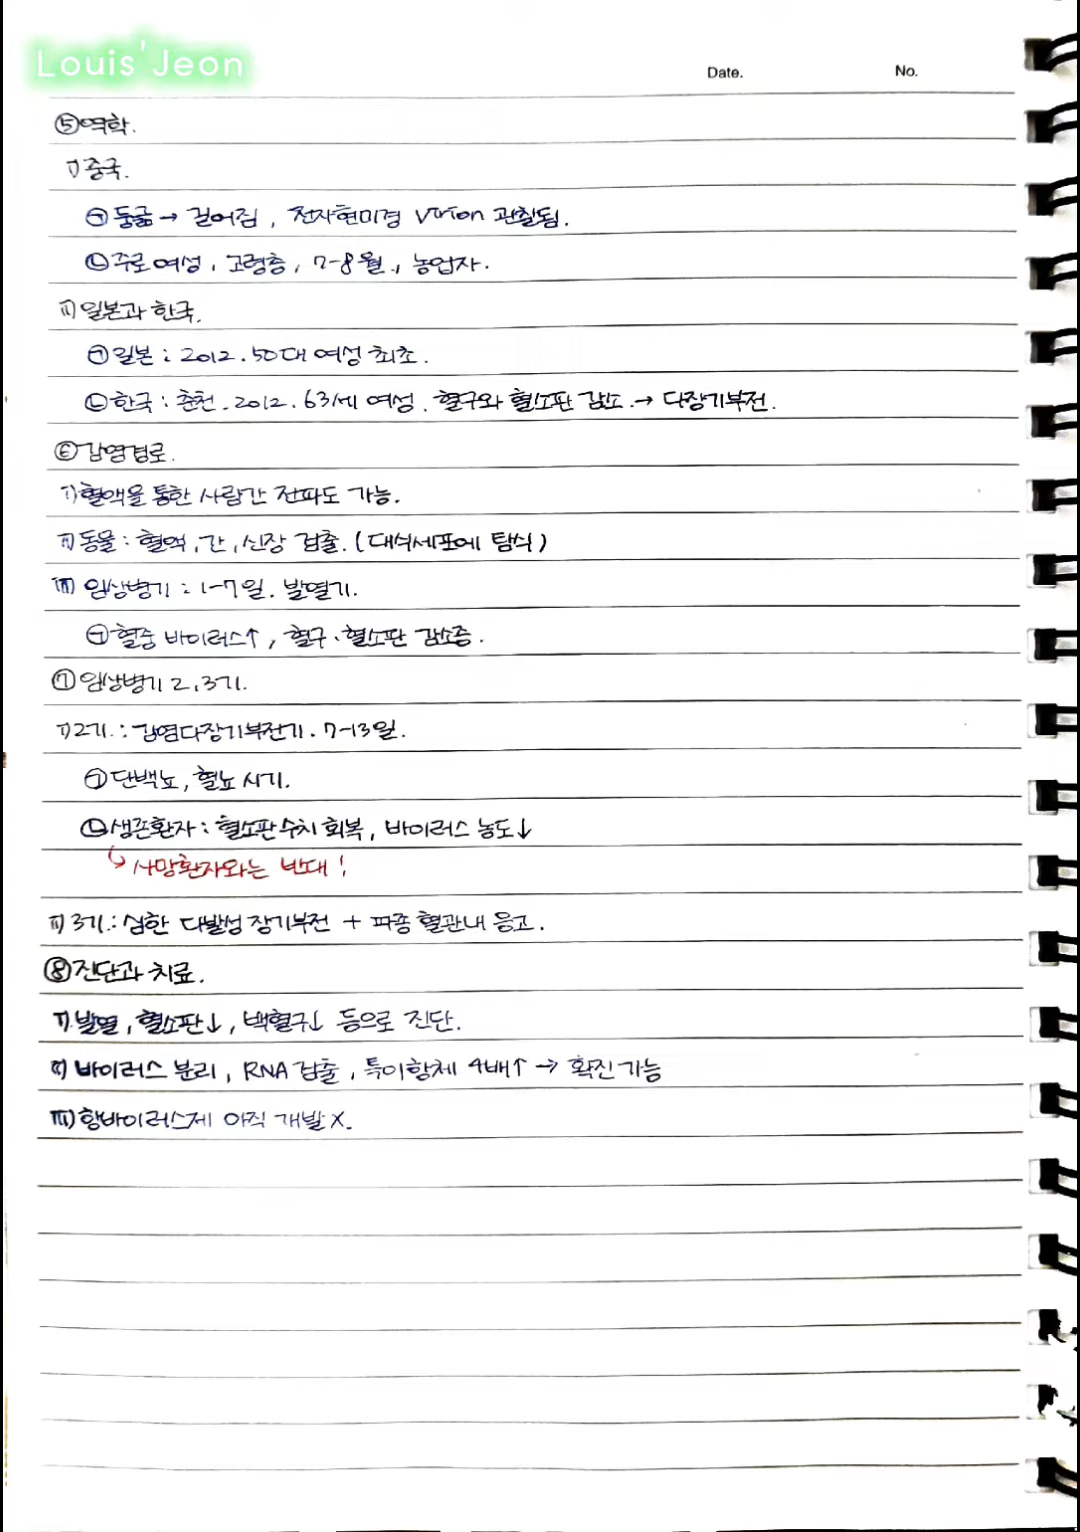 Louis'Jeon
Date. No.
⑤역학.
i)중국.
㉠둥굶→ 걸어짐, 전자현미경 Virion 관찰됨.
㉡주로 여성, 고령층, 7-8월, 농업자.
ii)일본과 한국.
㉠일본 : 2012. 50대 여성 최초.
㉡한국 : 춘천. 2012. 63세 여성. 혈구와 혈소판 감소.→ 다장기부전.
⑥감염경로.
i)혈액을 통한 사람간 전파도 가능.
ii)동물 : 혈액, 간, 신장 검출. (대식세포에 탐식)
iii) 임상병기 : 1-7일. 발열기.
㉠혈중 바이러스↑, 혈구·혈소판 감소증.
⑦임상병기 2, 3기.
i)2기. : 감염다장기부전기. 7-13일.
㉠단백뇨, 혈뇨 시기.
㉡생존환자 : 혈소판수치 회복, 바이러스 농도↓
↳사망환자와는 반대!
ii)3기. : 심한 다발성 장기부전 + 파종 혈관내 응고.
⑧진단과 치료.
i).발열, 혈소판↓, 백혈구↓ 등으로 진단.
ii) 바이러스 분리, RNA 검출, 특이항체 4배↑ → 확진 가능
iii)항바이러스제 아직 개발 X.